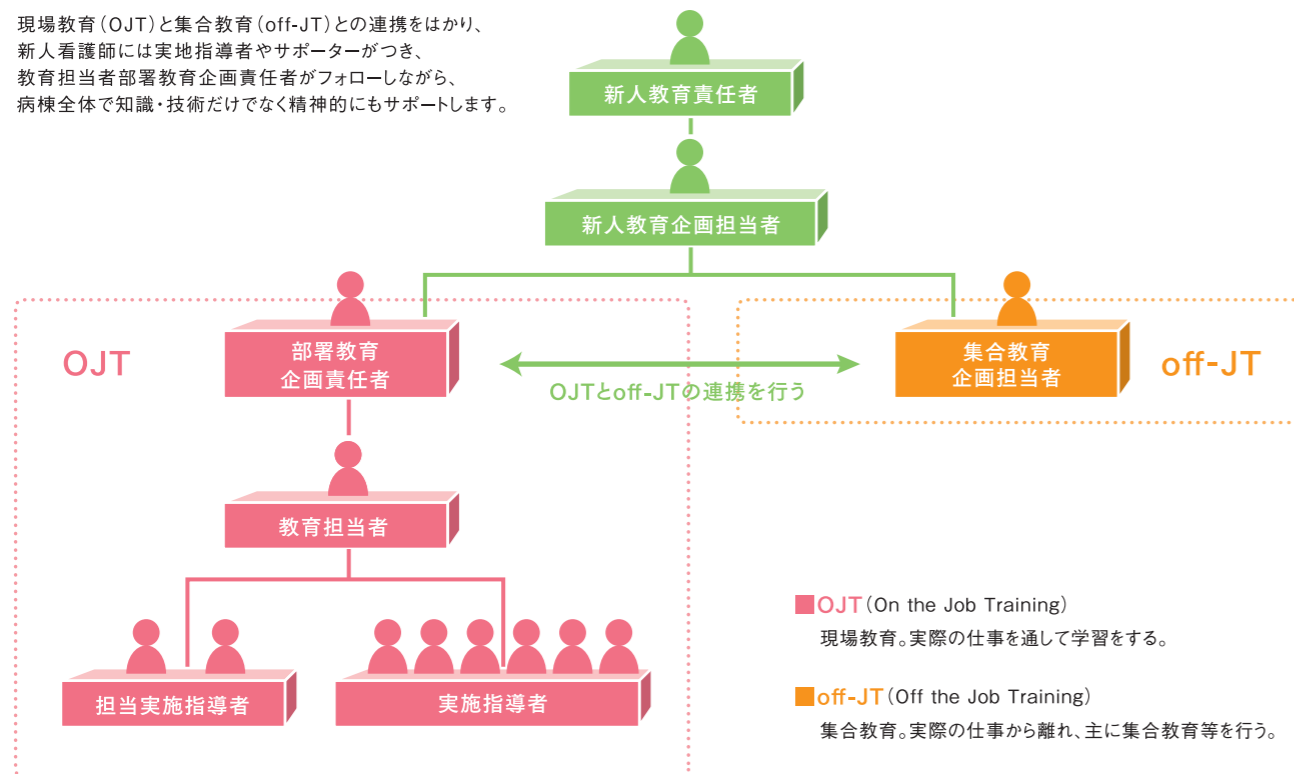 現場教育(OJT)と集合教育(off-JT)との連携をはかり、
新人看護師には実地指導者やサポーターがつき、
教育担当者部署教育企画責任者がフォローしながら、
病棟全体で知識・技術だけでなく精神的にもサポートします。
新人教育責任者
新人教育企画担当者
OJT
部署教育
企画責任者
OJTとoff-JTの連携を行う
集合教育
企画担当者
off-JT
教育担当者
担当実施指導者
実施指導者
■OJT(On the Job Training)
現場教育。実際の仕事を通して学習をする。
■off-JT(Off the Job Training)
集合教育。実際の仕事から離れ、主に集合教育等を行う。